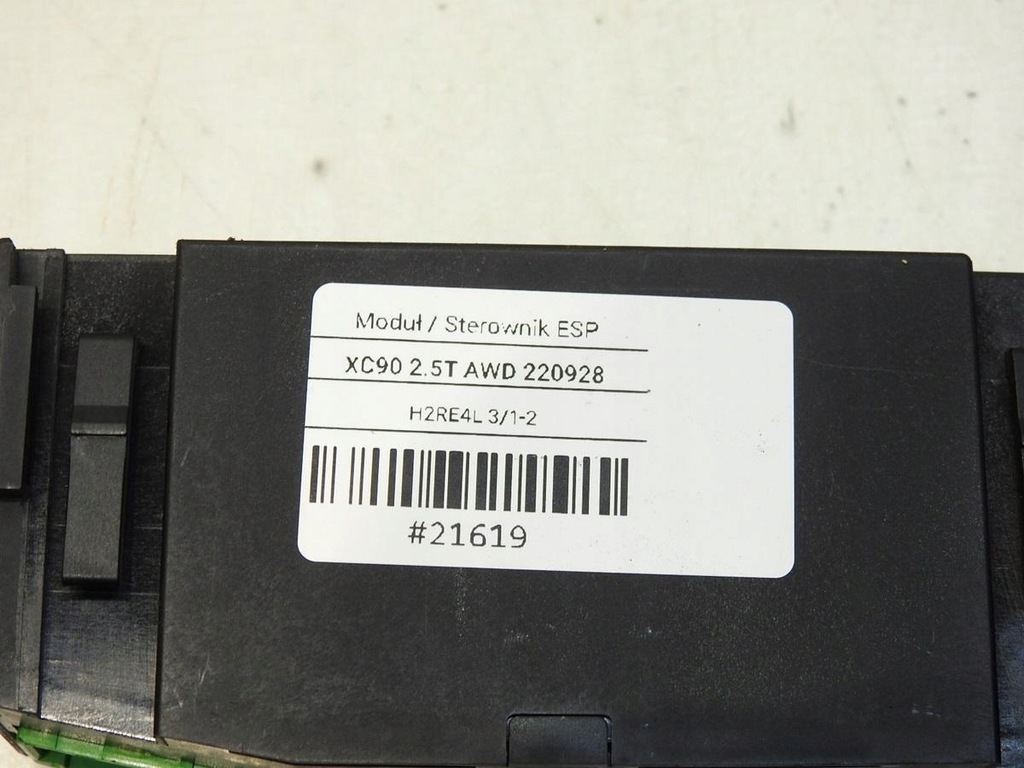 Moduł / Sterownik ESP
XC90 2.5T AWD 220928
H2RE4L 3/1-2
#21619